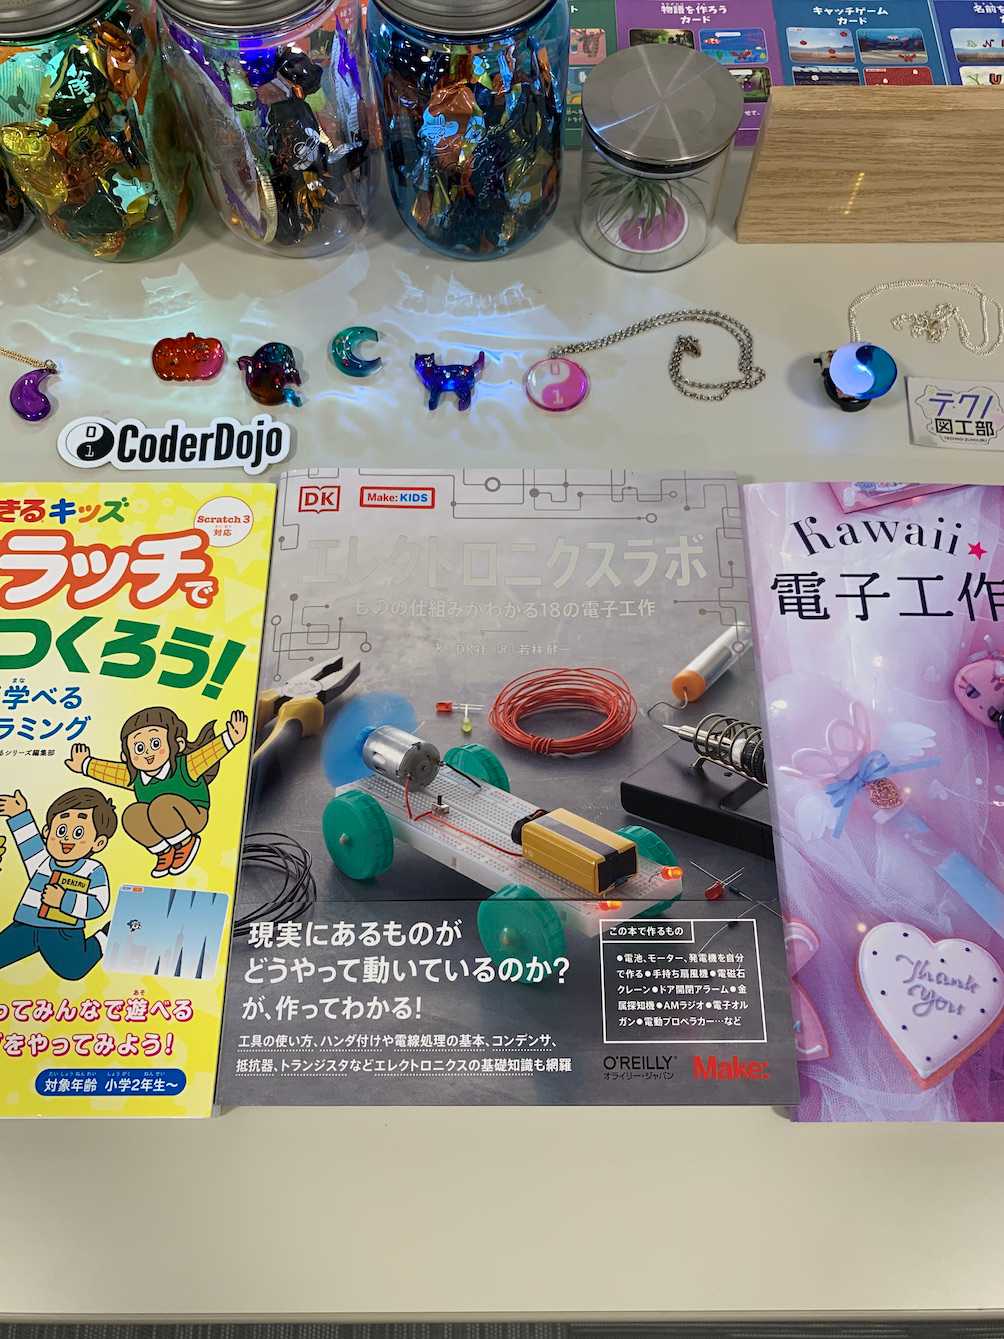 物語を作ろう
カード
キャッチゲーム
カード
CoderDojo
テクノ
図工部
きるキッズ
Scratch 3
対応
ラッチで
つくろう!
学べる
ラミング
るシリーズ編集部
DEKIRU
ってみんなで遊べる
をやってみよう!
対象年齢 小学2年生～
DK
Make: KIDS
エレクトロニクスラボ
ものの仕組みがわかる18の電子工作
現実にあるものが
どうやって動いているのか?
が、作ってわかる!
工具の使い方、ハンダ付けや電線処理の基本、コンデンサ、
抵抗器、トランジスタなどエレクトロニクスの基礎知識も網羅
この本で作るもの
●電池、モーター、発電機を自分
で作る●手持ち扇風機●電磁石
クレーン●ドア開閉アラーム●金
属探知機●AMラジオ●電子オル
ガン●電動プロペラカー…など
O'REILLY
オライリー・ジャパン
Make:
Kawaii
電子工作
Thank
you